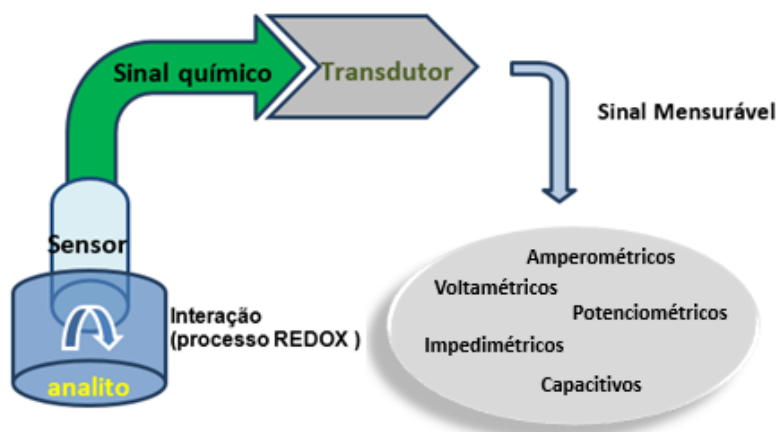 Sinal químico
Transdutor
Sinal Mensurável
Sensor
Interação
(processo REDOX )
analito
Amperométricos
Voltamétricos
Potenciométricos
Impedimétricos
Capacitivos